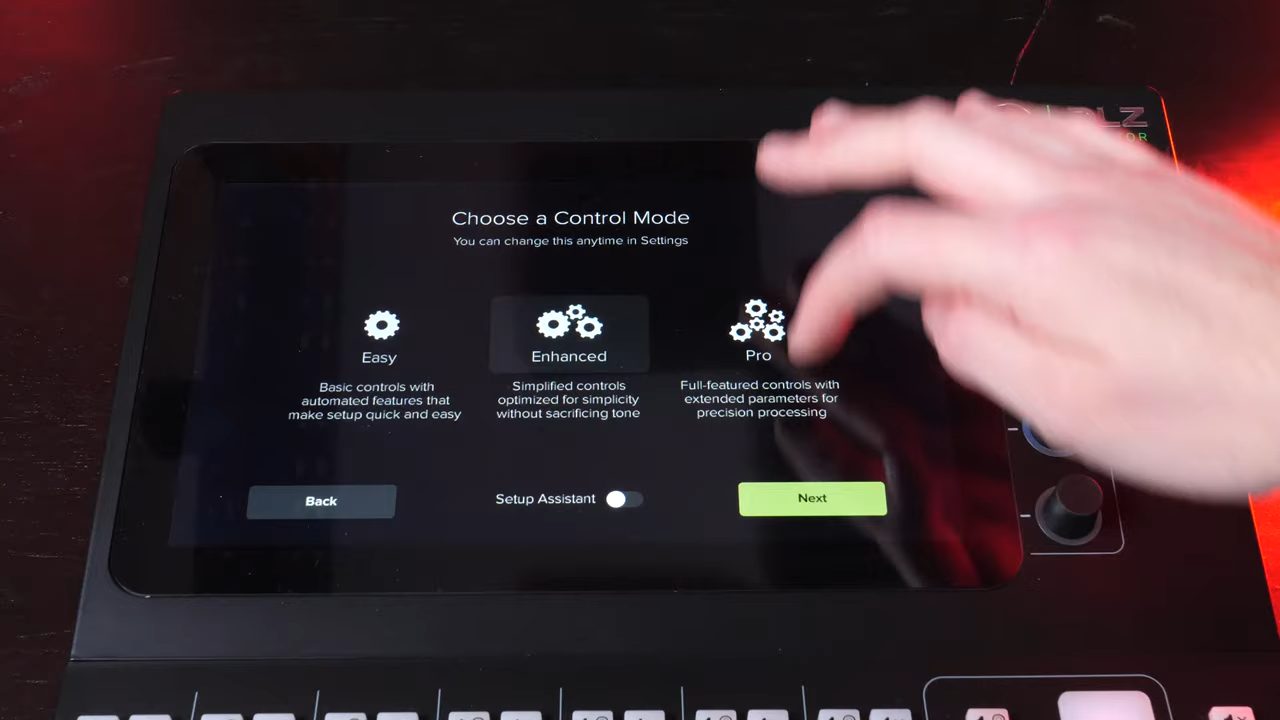 Choose a Control Mode
You can change this anytime in Settings
Easy
Basic controls with
automated features that
make setup quick and easy
Enhanced
Simplified controls
optimized for simplicity
without sacrificing tone
Pro
Full-featured controls with
extended parameters for
precision processing
Back
Setup Assistant
Next